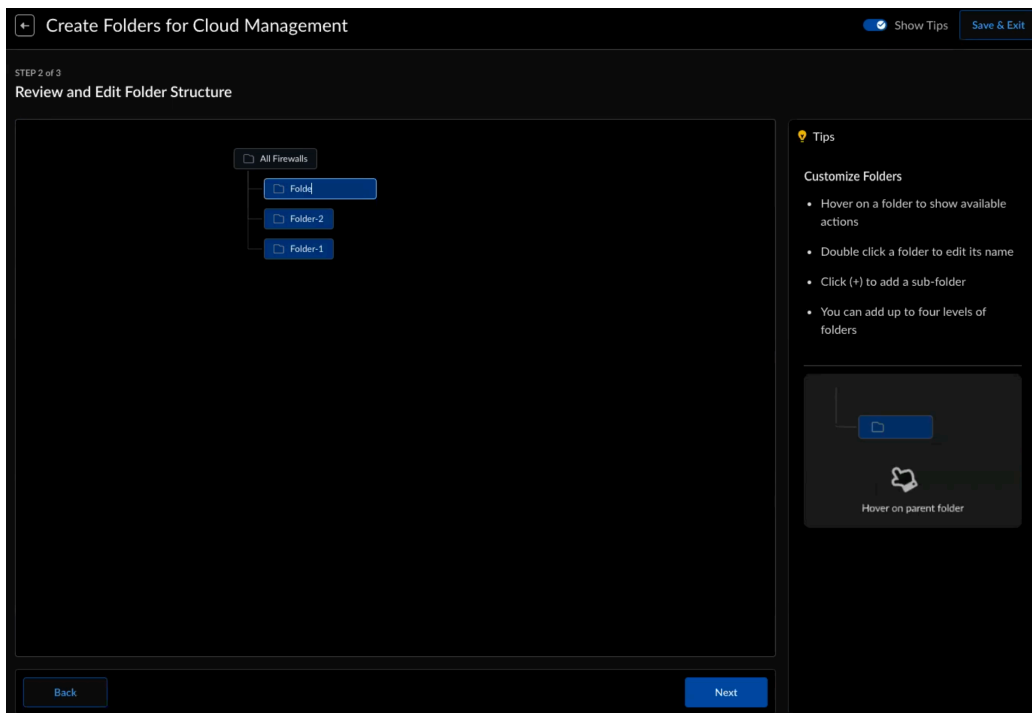 Create Folders for Cloud Management
Show Tips
Save & Exit
STEP 2 of 3
Review and Edit Folder Structure
All Firewalls
Folde
Folder-2
Folder-1
Back
Next
Tips
Customize Folders
• Hover on a folder to show available
actions
• Double click a folder to edit its name
• Click (+) to add a sub-folder
• You can add up to four levels of
folders
Hover on parent folder